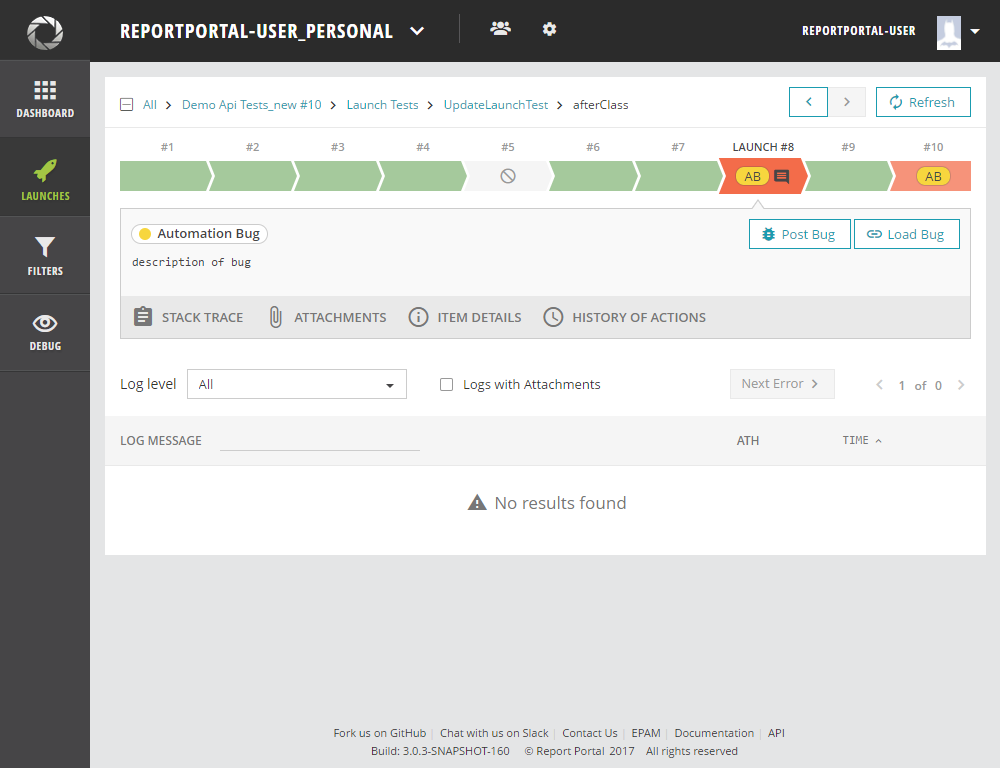 REPORTPORTAL-USER_PERSONAL
REPORTPORTAL-USER
DASHBOARD
LAUNCHES
FILTERS
DEBUG
All > Demo Api Tests_new #10 > Launch Tests > UpdateLaunchTest > afterClass
Refresh
#1 #2 #3 #4 #5 #6 #7 LAUNCH #8 #9 #10
AB AB
Automation Bug
Post Bug Load Bug
description of bug
STACK TRACE ATTACHMENTS ITEM DETAILS HISTORY OF ACTIONS
Log level All Logs with Attachments Next Error > 1 of 0
LOG MESSAGE ATH TIME
No results found
Fork us on GitHub | Chat with us on Slack | Contact Us | EPAM | Documentation | API
Build: 3.0.3-SNAPSHOT-160 © Report Portal 2017 All rights reserved